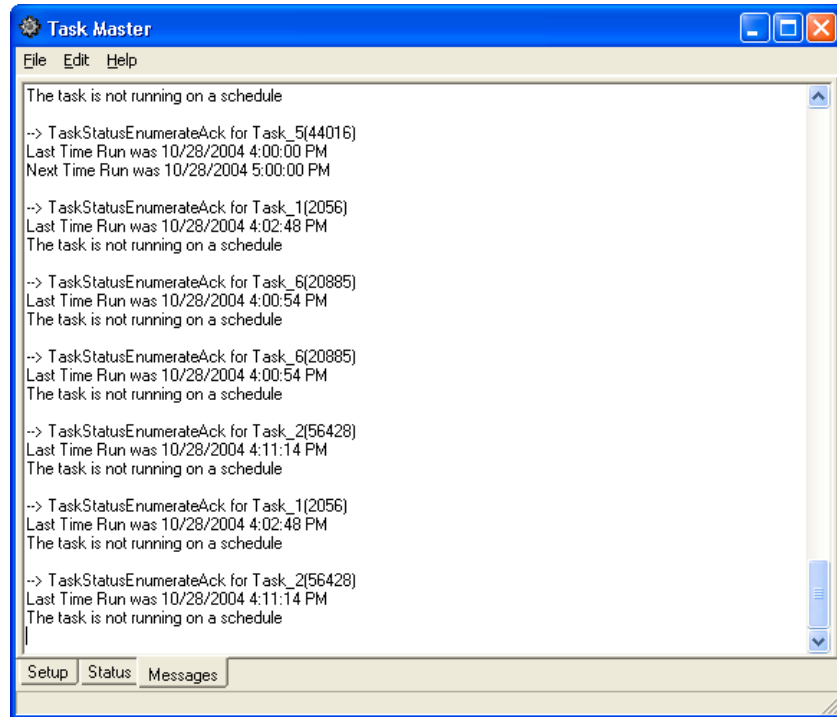 Task Master
File Edit Help
The task is not running on a schedule
--> TaskStatusEnumerateAck for Task_5(44016)
Last Time Run was 10/28/2004 4:00:00 PM
Next Time Run was 10/28/2004 5:00:00 PM
--> TaskStatusEnumerateAck for Task_1(2056)
Last Time Run was 10/28/2004 4:02:48 PM
The task is not running on a schedule
--> TaskStatusEnumerateAck for Task_6(20885)
Last Time Run was 10/28/2004 4:00:54 PM
The task is not running on a schedule
--> TaskStatusEnumerateAck for Task_6(20885)
Last Time Run was 10/28/2004 4:00:54 PM
The task is not running on a schedule
--> TaskStatusEnumerateAck for Task_2(56428)
Last Time Run was 10/28/2004 4:11:14 PM
The task is not running on a schedule
--> TaskStatusEnumerateAck for Task_1(2056)
Last Time Run was 10/28/2004 4:02:48 PM
The task is not running on a schedule
--> TaskStatusEnumerateAck for Task_2(56428)
Last Time Run was 10/28/2004 4:11:14 PM
The task is not running on a schedule
Setup Status Messages